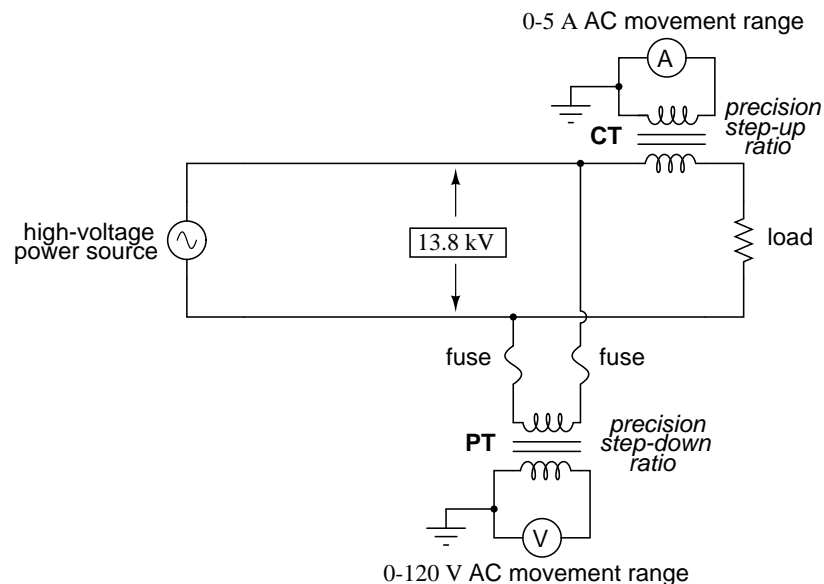 0-5 A AC movement range
A
precision
step-up
ratio
CT
high-voltage
power source
13.8 kV
load
fuse
fuse
PT
precision
step-down
ratio
V
0-120 V AC movement range